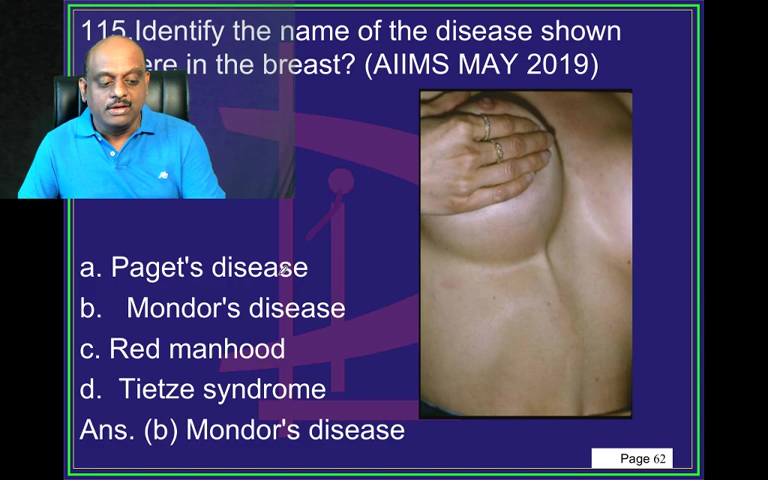 115.Identify the name of the disease shown
ere in the breast? (AIIMS MAY 2019)
a. Paget's disease
b. Mondor's disease
c. Red manhood
d. Tietze syndrome
Ans. (b) Mondor's disease
Page 62